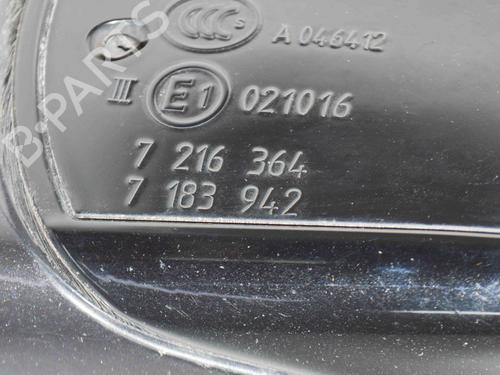 CCC S A 046412
III E1 021016
7 216 364
7 183 942
B-PARTS